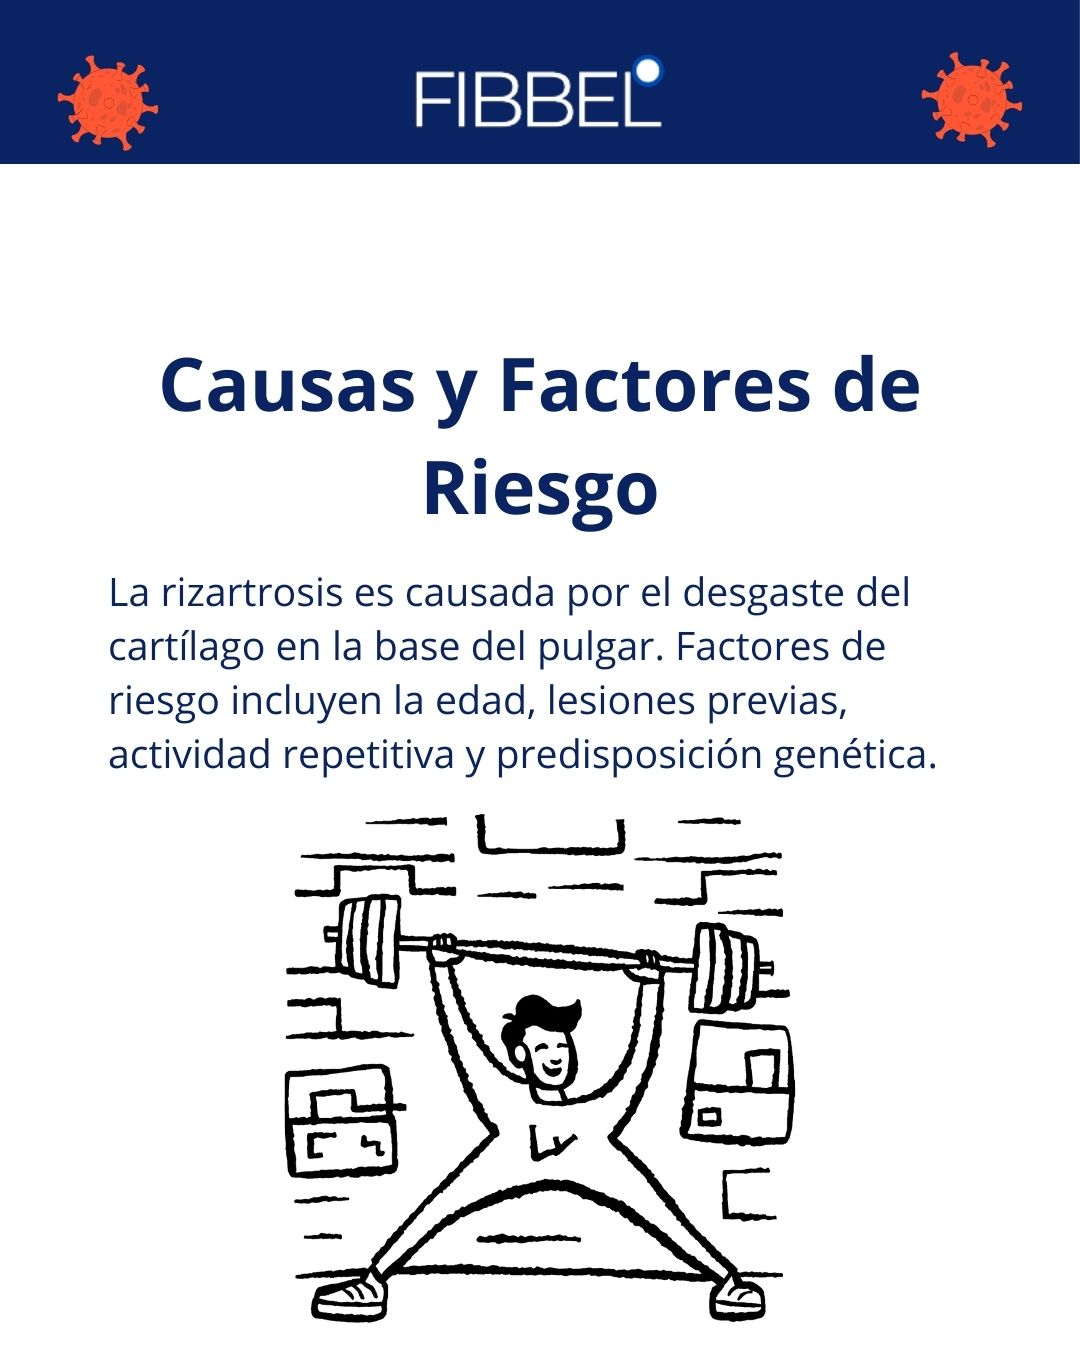 FIBBEL
Causas y Factores de
Riesgo
La rizartrosis es causada por el desgaste del
cartílago en la base del pulgar. Factores de
riesgo incluyen la edad, lesiones previas,
actividad repetitiva y predisposición genética.